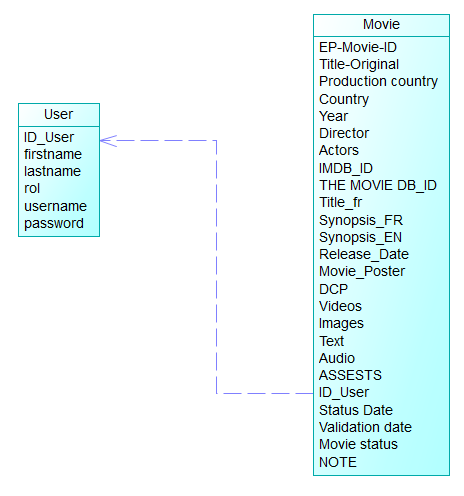 User
ID_User
firstname
lastname
rol
username
password
Movie
EP-Movie-ID
Title-Original
Production country
Country
Year
Director
Actors
IMDB_ID
THE MOVIE DB_ID
Title_fr
Synopsis_FR
Synopsis_EN
Release_Date
Movie_Poster
DCP
Videos
Images
Text
Audio
ASSESTS
ID_User
Status Date
Validation date
Movie status
NOTE